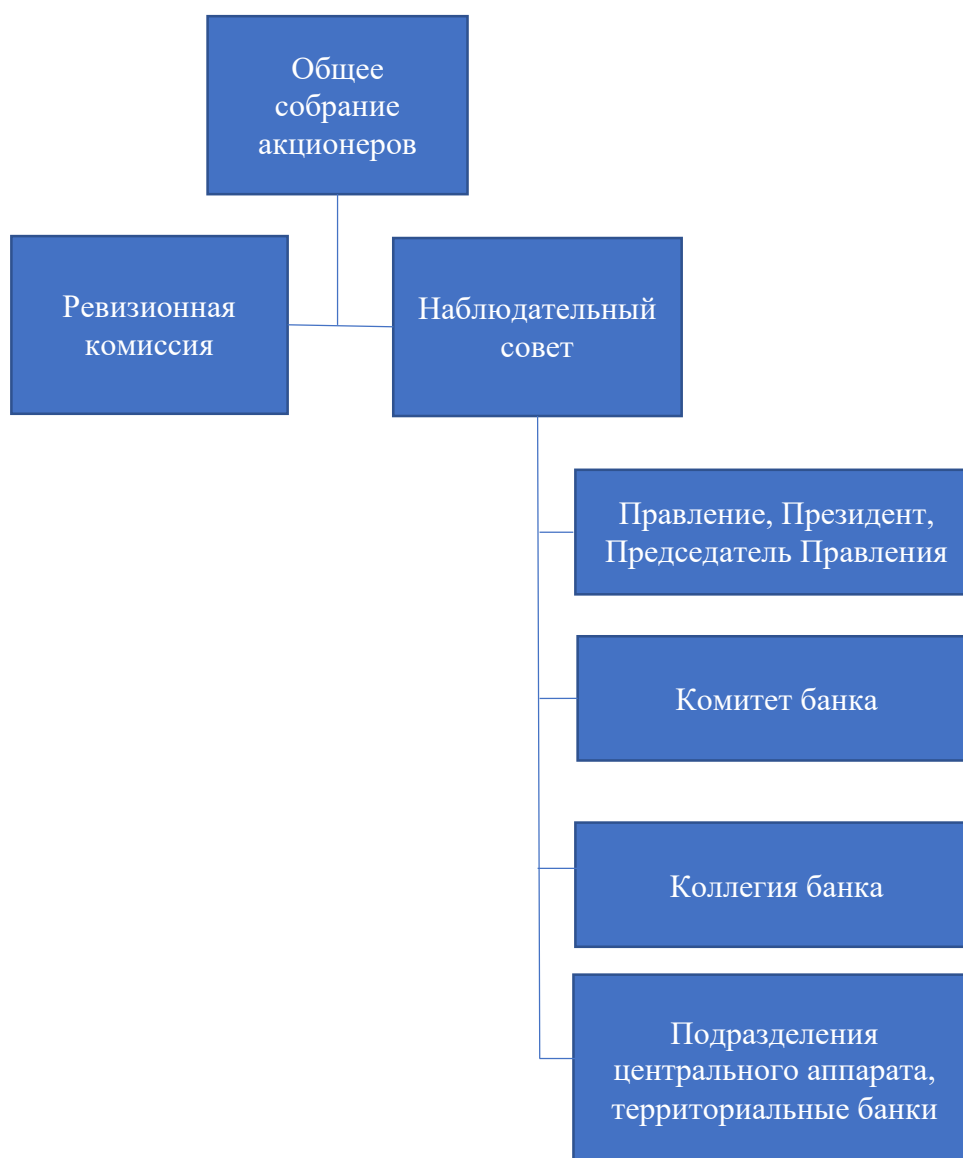 Общее
собрание
акционеров
Ревизионная
комиссия
Наблюдательный
совет
Правление, Президент,
Председатель Правления
Комитет банка
Коллегия банка
Подразделения
центрального аппарата,
территориальные банки